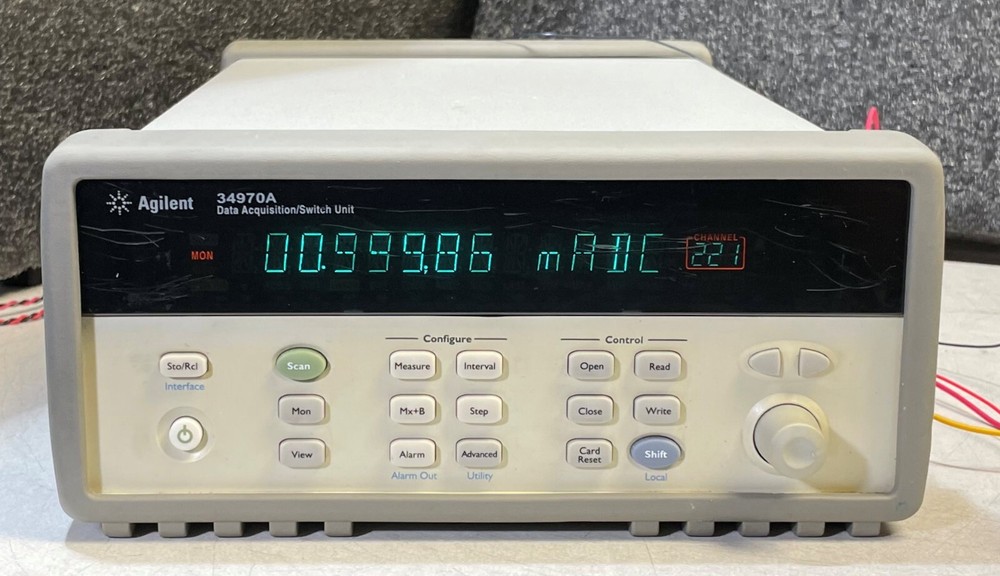 Agilent
34970A
Data Acquisition/Switch Unit
MON
00.999,86 mADC
CHANNEL
221
Configure
Control
Sto/Rcl
Interface
Scan
Measure
Interval
Open
Read
Mon
Mx+B
Step
Close
Write
View
Alarm
Advanced
Card
Reset
Shift
Alarm Out
Utility
Local